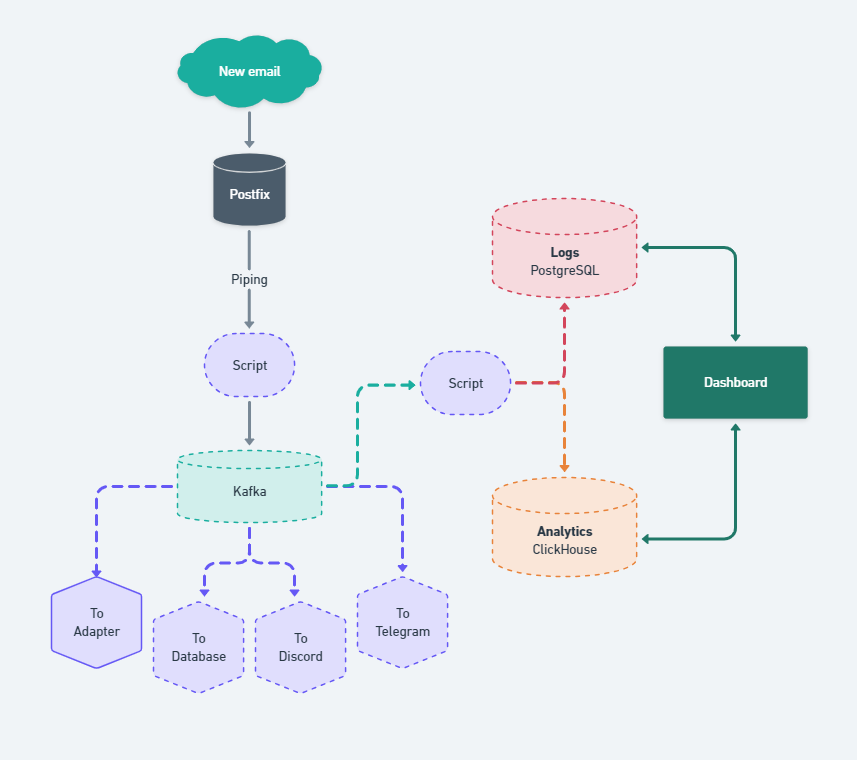 New email
Postfix
Piping
Script
Kafka
To
Adapter
To
Database
To
Discord
To
Telegram
Script
Logs
PostgreSQL
Analytics
ClickHouse
Dashboard